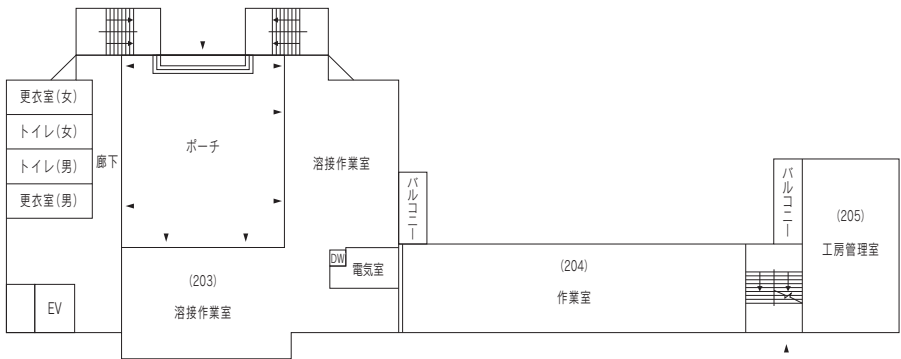 更衣室(女)
トイレ(女)
トイレ(男)
更衣室(男)
廊下
ポーチ
溶接作業室
バルコニー
DW
電気室
(203)
溶接作業室
EV
(204)
作業室
バルコニー
(205)
工房管理室